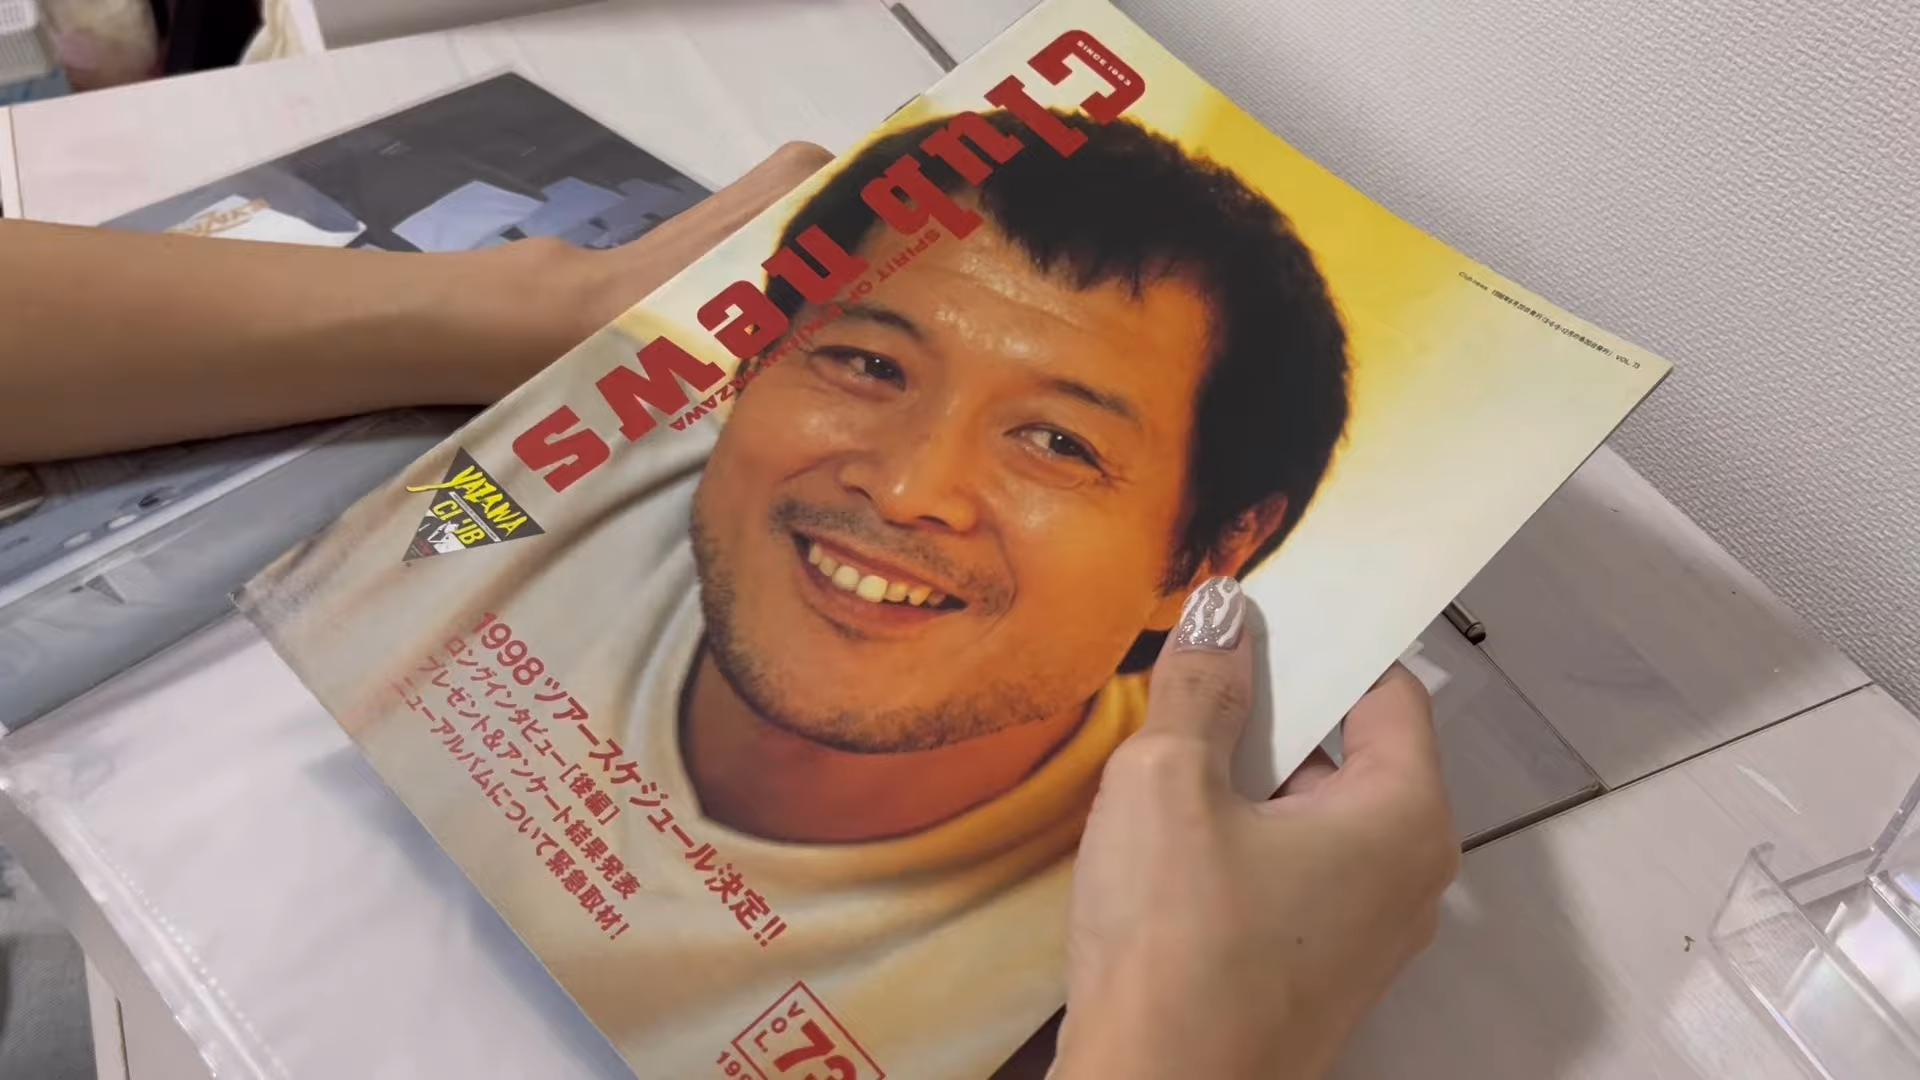 SINCE 1983
Club news
SPIRIT OF EIKICHI YAZAWA
YAZAWA
CLUB
1998ツアースケジュール決定!!
ロングインタビュー[後編]
プレゼント&アンケート結果発表
ニューアルバムについて緊急取材!
VOL.
73